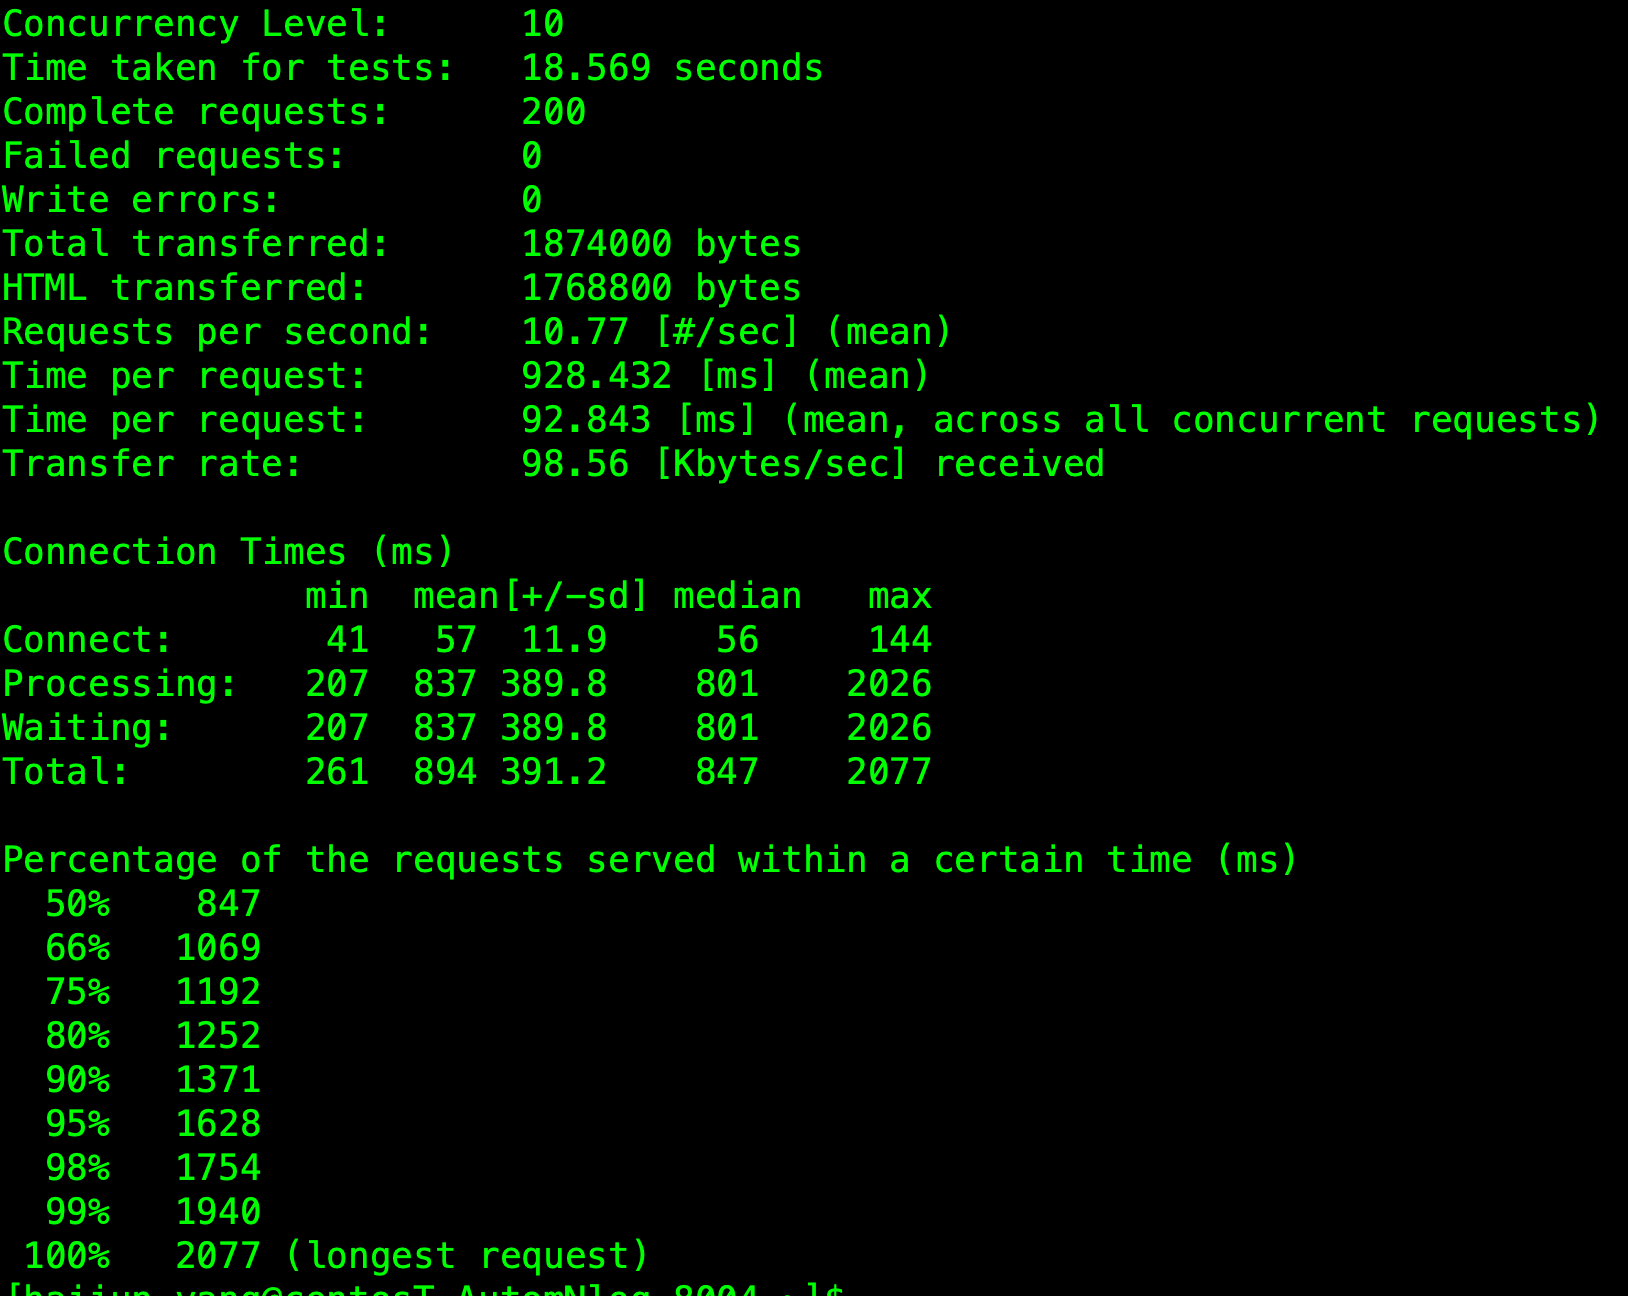 Concurrency Level:      10
Time taken for tests:   18.569 seconds
Complete requests:      200
Failed requests:        0
Write errors:           0
Total transferred:      1874000 bytes
HTML transferred:       1768800 bytes
Requests per second:    10.77 [#/sec] (mean)
Time per request:       928.432 [ms] (mean)
Time per request:       92.843 [ms] (mean, across all concurrent requests)
Transfer rate:          98.56 [Kbytes/sec] received

Connection Times (ms)
              min  mean[+/-sd] median   max
Connect:       41   57  11.9     56     144
Processing:   207  837 389.8    801    2026
Waiting:      207  837 389.8    801    2026
Total:        261  894 391.2    847    2077

Percentage of the requests served within a certain time (ms)
  50%    847
  66%   1069
  75%   1192
  80%   1252
  90%   1371
  95%   1628
  98%   1754
  99%   1940
 100%   2077 (longest request)